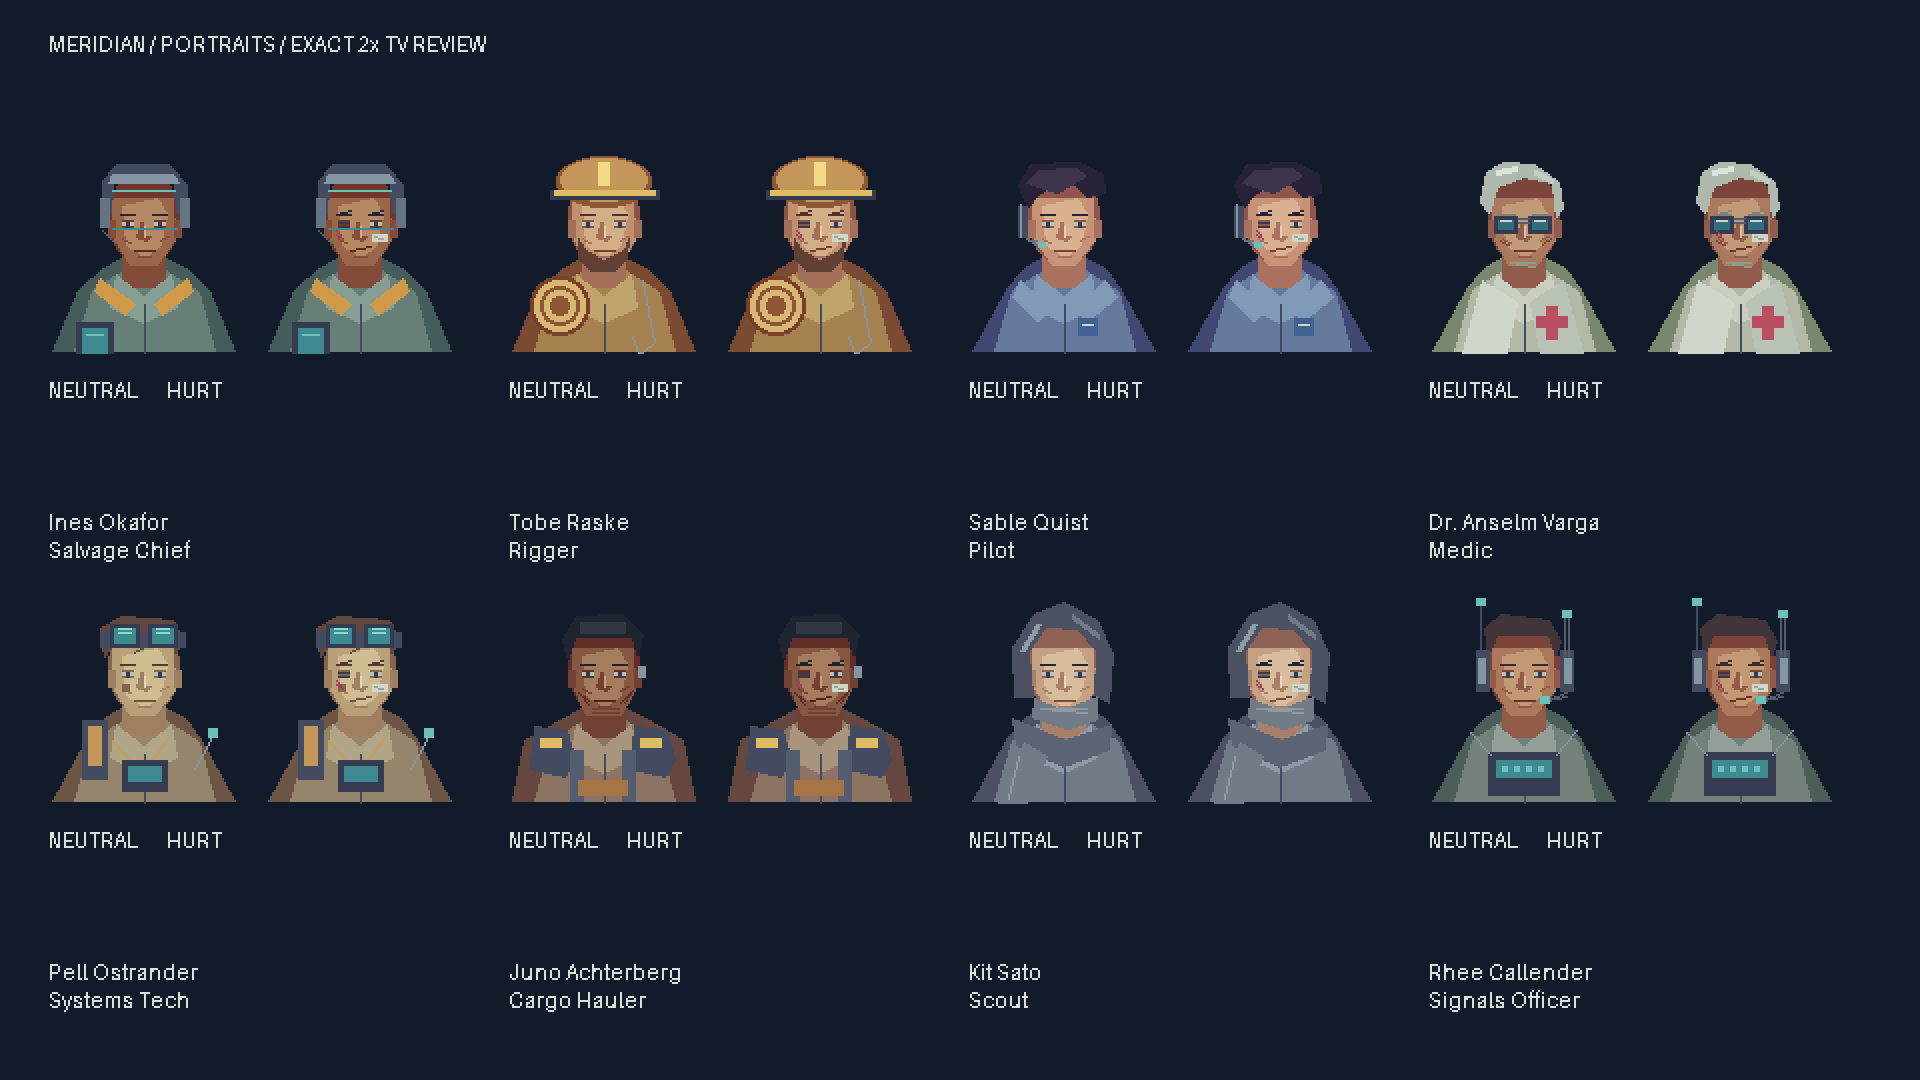 MERIDIAN / PORTRAITS / EXACT 2x TV REVIEW
NEUTRAL HURT
NEUTRAL HURT
NEUTRAL HURT
NEUTRAL HURT
Ines Okafor
Salvage Chief
Tobe Raske
Rigger
Sable Quist
Pilot
Dr. Anselm Varga
Medic
NEUTRAL HURT
NEUTRAL HURT
NEUTRAL HURT
NEUTRAL HURT
Pell Ostrander
Systems Tech
Juno Achterberg
Cargo Hauler
Kit Sato
Scout
Rhee Callender
Signals Officer